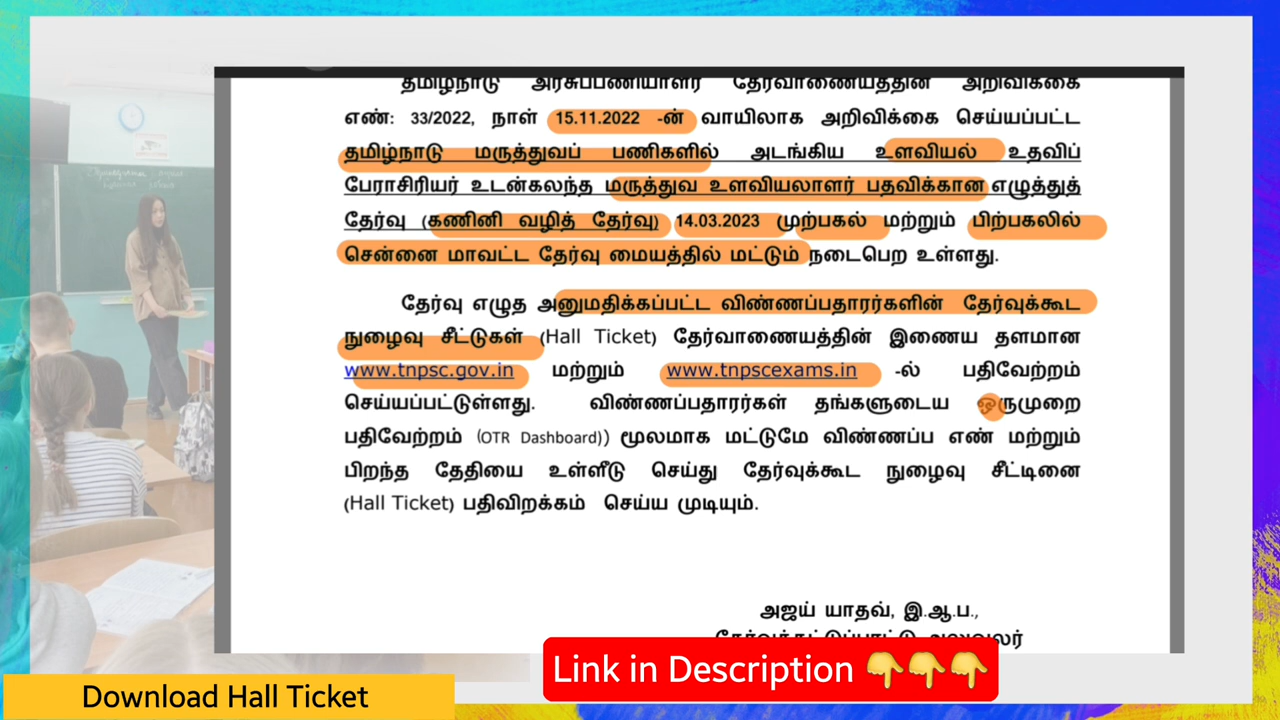 தமிழ்நாடு அரசுப்பணியாளர் தேர்வாணையத்தின் அறிவிக்கை
எண்: 33/2022, நாள் 15.11.2022 -ன் வாயிலாக அறிவிக்கை செய்யப்பட்ட
தமிழ்நாடு மருத்துவப் பணிகளில் அடங்கிய உளவியல் உதவிப்
பேராசிரியர் உடன்கலந்த மருத்துவ உளவியலாளர் பதவிக்கான எழுத்துத்
தேர்வு (கணினி வழித் தேர்வு) 14.03.2023 முற்பகல் மற்றும் பிற்பகலில்
சென்னை மாவட்ட தேர்வு மையத்தில் மட்டும் நடைபெற உள்ளது.
தேர்வு எழுத அனுமதிக்கப்பட்ட விண்ணப்பதாரர்களின் தேர்வுக்கூட
நுழைவு சீட்டுகள் (Hall Ticket) தேர்வாணையத்தின் இணைய தளமான
www.tnpsc.gov.in மற்றும் www.tnpscexams.in -ல் பதிவேற்றம்
செய்யப்பட்டுள்ளது. விண்ணப்பதாரர்கள் தங்களுடைய ஒருமுறை
பதிவேற்றம் (OTR Dashboard)) மூலமாக மட்டுமே விண்ணப்ப எண் மற்றும்
பிறந்த தேதியை உள்ளீடு செய்து தேர்வுக்கூட நுழைவு சீட்டினை
(Hall Ticket) பதிவிறக்கம் செய்ய முடியும்.
அஜய் யாதவ், இ.ஆ.ப.,
தேர்வுக்கட்டுப்பாட்டு அலுவலர்
Link in Description 👇👇👇
Download Hall Ticket